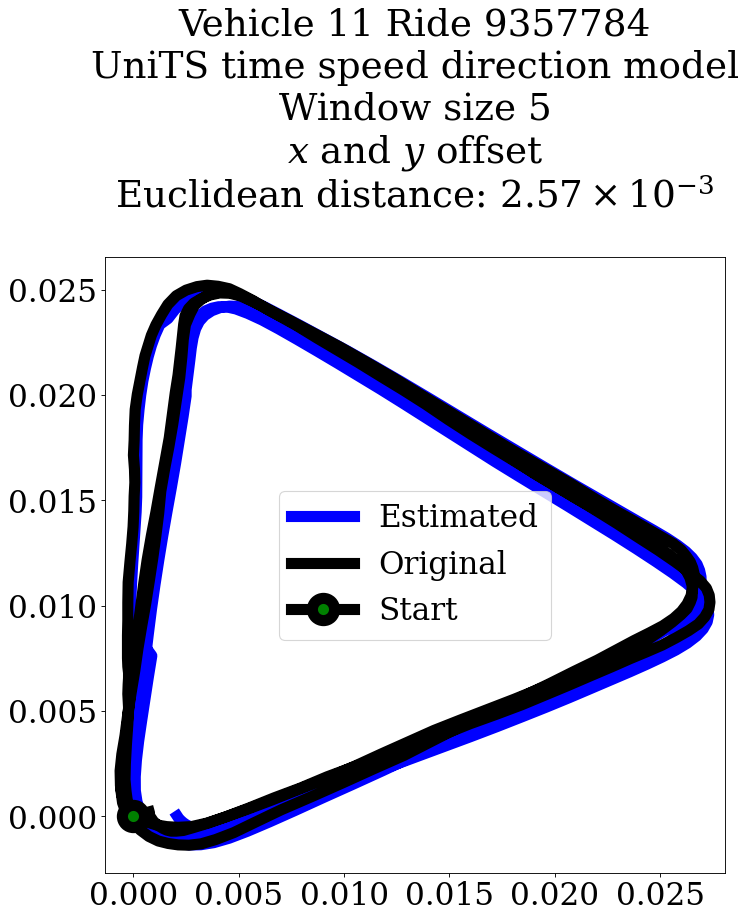 Vehicle 11 Ride 9357784
UniTS time speed direction model
Window size 5
x and y offset
Euclidean distance: 2.57 × 10⁻³
0.025
0.020
0.015
0.010
0.005
0.000
Estimated
Original
Start
0.000 0.005 0.010 0.015 0.020 0.025